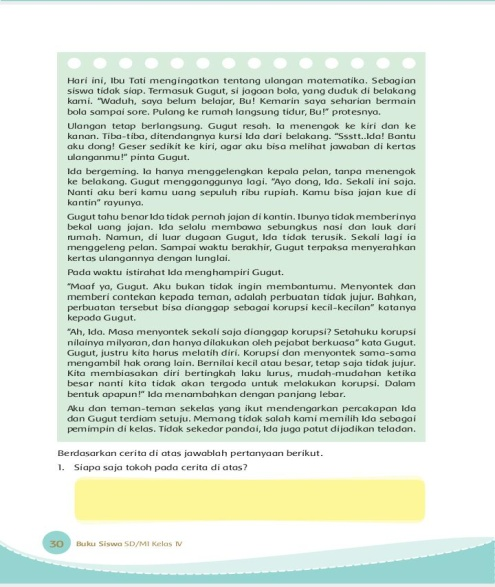 Hari ini, Ibu Tati mengingatkan tentang ulangan matematika. Sebagian
siswa tidak siap. Termasuk Gugut, si jagoan bola, yang duduk di belakang
kami. "Waduh, saya belum belajar, Bu! Kemarin saya seharian bermain
bola sampai sore. Pulang ke rumah langsung tidur, Bu!" protesnya.
Ulangan tetap berlangsung. Gugut resah. Ia menengok ke kiri dan ke
kanan. Tiba-tiba, ditendangnya kursi Ida dari belakang. "Ssstt..Ida! Bantu
aku dong! Geser sedikit ke kiri, agar aku bisa melihat jawaban di kertas
ulanganmu!" pinta Gugut.
Ida bergeming. Ia hanya menggelengkan kepala pelan, tanpa menengok
ke belakang. Gugut mengganggunya lagi. "Ayo dong, Ida. Sekali ini saja.
Nanti aku beri kamu uang sepuluh ribu rupiah. Kamu bisa jajan kue di
kantin" rayunya.
Gugut tahu benar Ida tidak pernah jajan di kantin. Ibunya tidak memberinya
bekal uang jajan. Ida selalu membawa sebungkus nasi dan lauk dari
rumah. Namun, di luar dugaan Gugut, Ida tidak terusik. Sekali lagi ia
menggeleng pelan. Sampai waktu berakhir, Gugut terpaksa menyerahkan
kertas ulangannya dengan lunglai.
Pada waktu istirahat Ida menghampiri Gugut.
"Maaf ya, Gugut. Aku bukan tidak ingin membantumu. Menyontek dan
memberi contekan kepada teman, adalah perbuatan tidak jujur. Bahkan,
perbuatan tersebut bisa dianggap sebagai korupsi kecil-kecilan" katanya
kepada Gugut.
"Ah, Ida. Masa menyontek sekali saja dianggap korupsi? Setahuku korupsi
nilainya milyaran, dan hanya dilakukan oleh pejabat berkuasa" kata Gugut.
Gugut, justru kita harus melatih diri. Korupsi dan menyontek sama-sama
mengambil hak orang lain. Bernilai kecil atau besar, tetap saja tidak jujur.
Kita membiasakan diri bertingkah laku lurus, mudah-mudahan ketika
besar nanti kita tidak akan tergoda untuk melakukan korupsi. Dalam
bentuk apapun!" Ida menambahkan dengan panjang lebar.
Aku dan teman-teman sekelas yang ikut mendengarkan percakapan Ida
dan Gugut terdiam setuju. Memang tidak salah kami memilih Ida sebagai
pemimpin di kelas. Tidak sekedar pandai, Ida juga patut dijadikan teladan.
Berdasarkan cerita di atas jawablah pertanyaan berikut.
1. Siapa saja tokoh pada cerita di atas?
30 Buku Siswa SD/MI Kelas IV